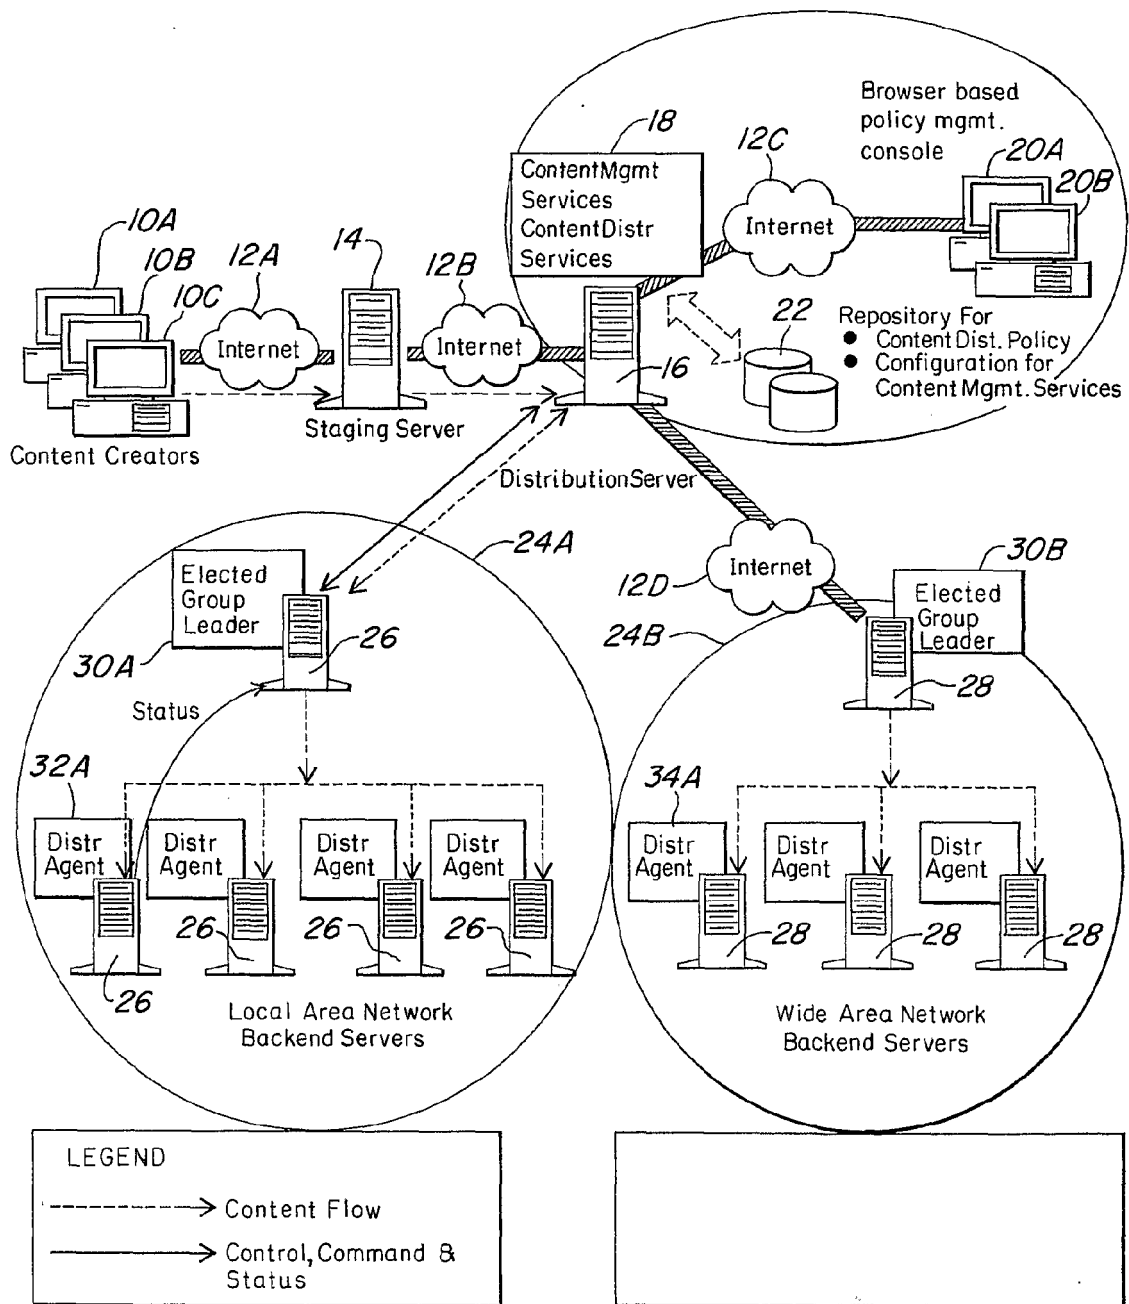 Browser based
policy mgmt.
console
18
12C
20A
20B
ContentMgmt
Services
ContentDistr
Services
Internet
10A
10B
10C
12A
14
12B
Internet
Internet
16
22
Repository For
● Content Dist. Policy
● Configuration for
Content Mgmt. Services
Staging Server
Content Creators
Distribution Server
24A
Elected
Group
Leader
26
30A
Status
12D
Internet
30B
Elected
Group
Leader
24B
28
32A
Distr
Agent
Distr
Agent
Distr
Agent
Distr
Agent
26
26
26
26
Local Area Network
Backend Servers
34A
Distr
Agent
Distr
Agent
Distr
Agent
28
28
28
Wide Area Network
Backend Servers
LEGEND
Content Flow
Control, Command &
Status